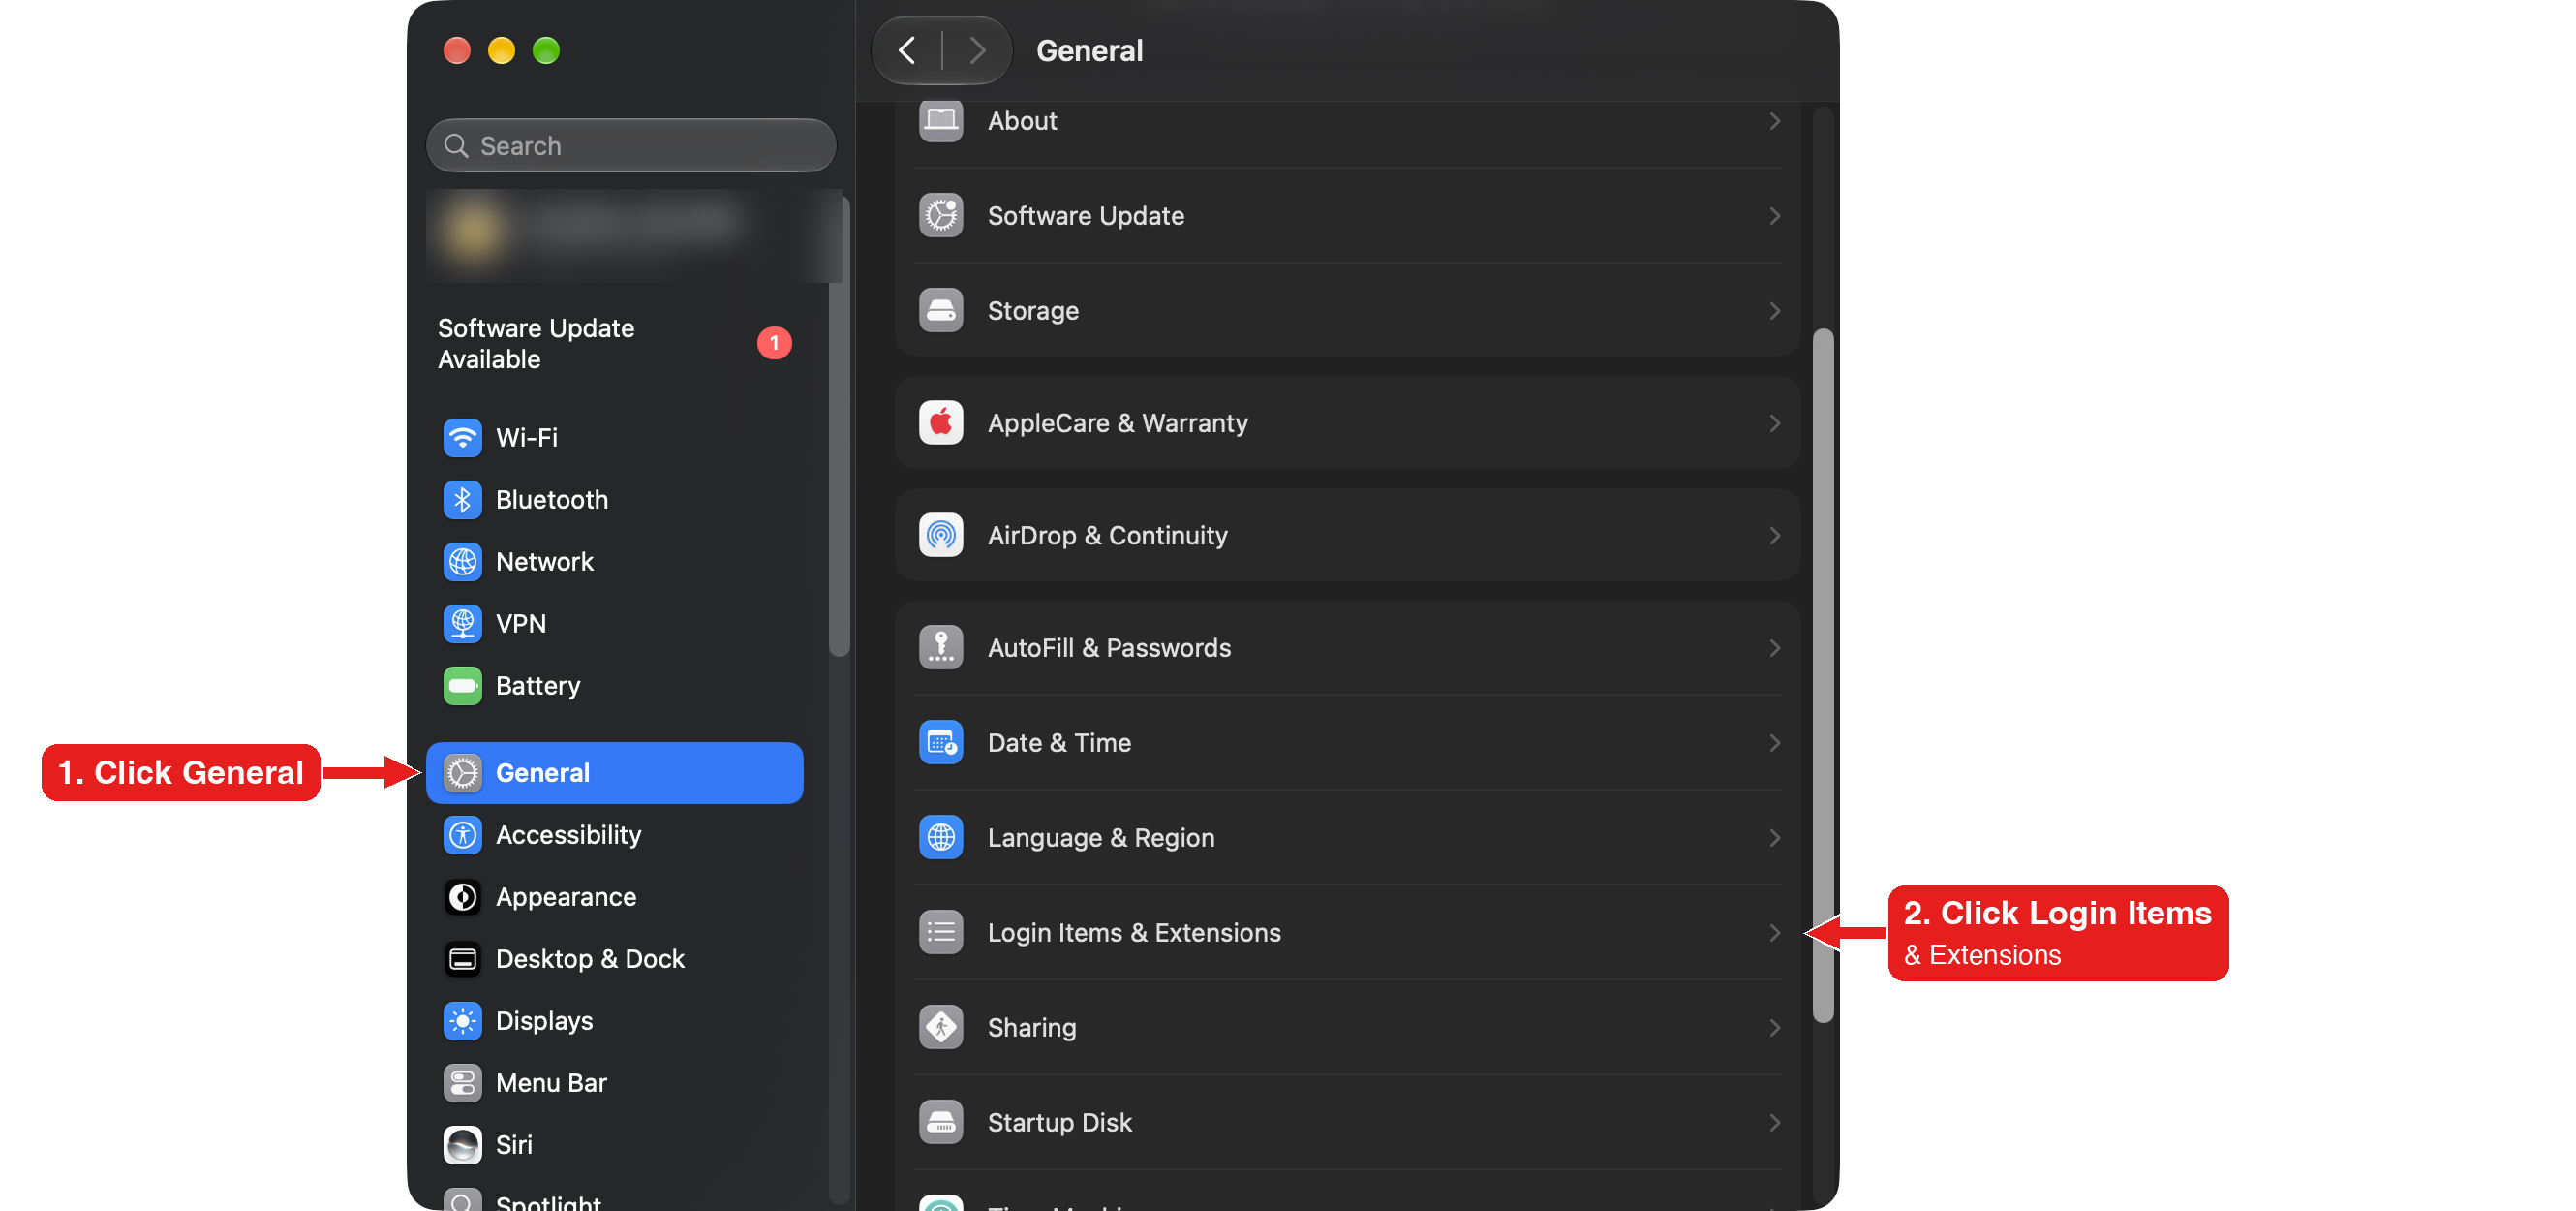 General
Search
Software Update
Available
1
Wi-Fi
Bluetooth
Network
VPN
Battery
General
Accessibility
Appearance
Desktop & Dock
Displays
Menu Bar
Siri
Spotlight
About
Software Update
Storage
AppleCare & Warranty
AirDrop & Continuity
AutoFill & Passwords
Date & Time
Language & Region
Login Items & Extensions
Sharing
Startup Disk
1. Click General
2. Click Login Items
& Extensions